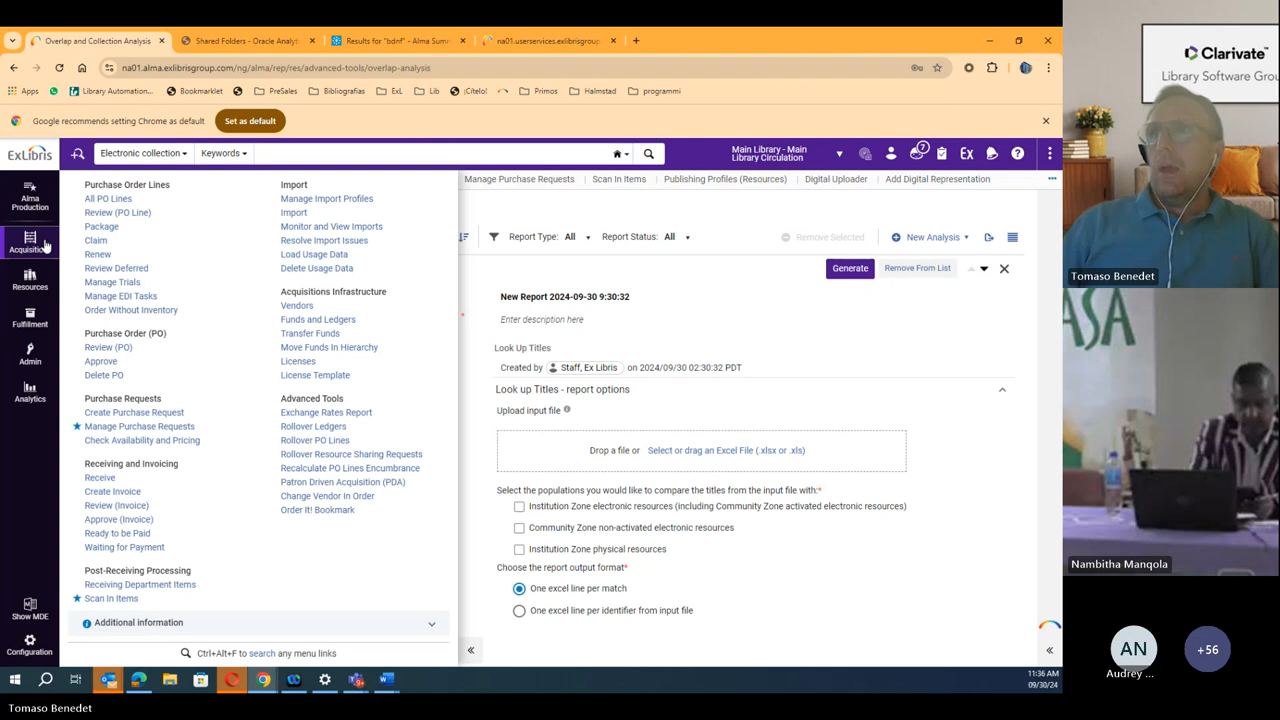 Overlap and Collection Analysis
Shared Folders - Oracle Analyti
Results for "bdnf" - Alma Sumr
na01.userservices.exlibrisgroup
na01.alma.exlibrisgroup.com/ng/alma/rep/res/advanced-tools/overlap-analysis
Apps
Library Automation...
Bookmarklet
PreSales
Bibliografias
ExL
Lib
¡Cítelo!
Primos
Halmstad
programmi
Google recommends setting Chrome as default
Set as default
ExLibris
Electronic collection
Keywords
Main Library - Main
Library Circulation
7
Ex
Alma
Production
Acquisition
Resources
Fulfillment
Admin
Analytics
Show MDE
Configuration
Purchase Order Lines
All PO Lines
Review (PO Line)
Package
Claim
Renew
Review Deferred
Manage Trials
Manage EDI Tasks
Order Without Inventory
Purchase Order (PO)
Review (PO)
Approve
Delete PO
Purchase Requests
Create Purchase Request
Manage Purchase Requests
Check Availability and Pricing
Receiving and Invoicing
Receive
Create Invoice
Review (Invoice)
Approve (Invoice)
Ready to be Paid
Waiting for Payment
Post-Receiving Processing
Receiving Department Items
Scan In Items
Import
Manage Import Profiles
Import
Monitor and View Imports
Resolve Import Issues
Load Usage Data
Delete Usage Data
Acquisitions Infrastructure
Vendors
Funds and Ledgers
Transfer Funds
Move Funds In Hierarchy
Licenses
License Template
Advanced Tools
Exchange Rates Report
Rollover Ledgers
Rollover PO Lines
Rollover Resource Sharing Requests
Recalculate PO Lines Encumbrance
Patron Driven Acquisition (PDA)
Change Vendor In Order
Order It! Bookmark
Additional information
Ctrl+Alt+F to search any menu links
Manage Purchase Requests
Scan In Items
Publishing Profiles (Resources)
Digital Uploader
Add Digital Representation
Report Type: All
Report Status: All
Remove Selected
New Analysis
Generate
Remove From List
New Report 2024-09-30 9:30:32
Enter description here
Look Up Titles
Created by Staff, Ex Libris on 2024/09/30 02:30:32 PDT
Look up Titles - report options
Upload input file
Drop a file or Select or drag an Excel File (.xlsx or .xls)
Select the populations you would like to compare the titles from the input file with:*
Institution Zone electronic resources (including Community Zone activated electronic resources)
Community Zone non-activated electronic resources
Institution Zone physical resources
Choose the report output format*
One excel line per match
One excel line per identifier from input file
11:36 AM
09/30/24
Clarivate™
Library Software Grou
Tomaso Benedet
ASA
Nambitha Manqola
AN
Audrey ...
+56
Tomaso Benedet